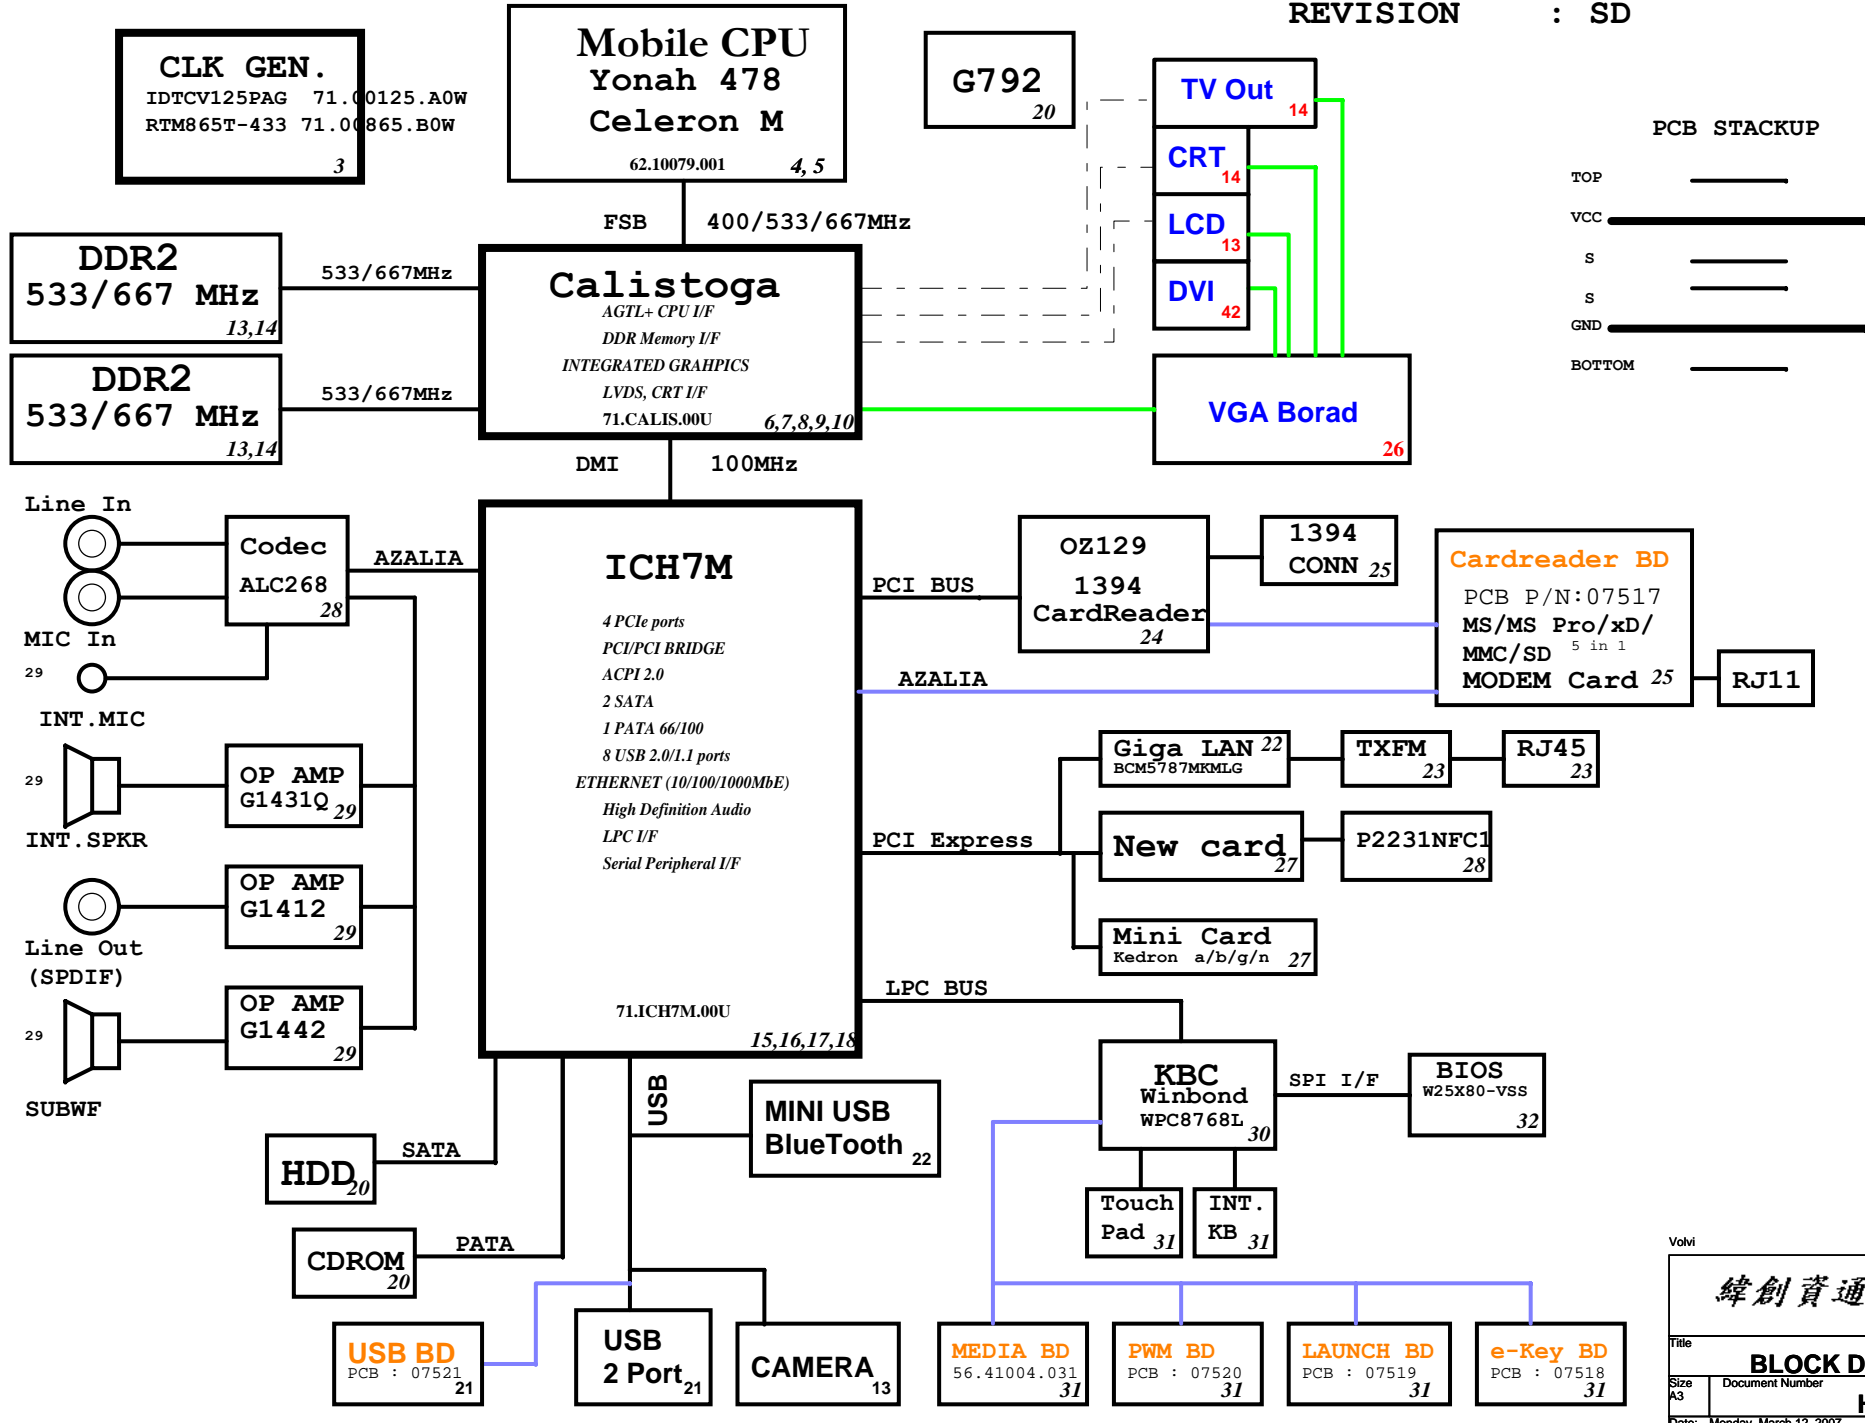 REVISION : SD
CLK GEN.
IDTCV125PAG 71.00125.A0W
RTM865T-433 71.00865.B0W
3
Mobile CPU
Yonah 478
Celeron M
62.10079.001 4, 5
G792
20
TV Out
14
CRT
14
LCD
13
DVI
42
VGA Borad
26
PCB STACKUP
TOP
VCC
S
S
GND
BOTTOM
FSB 400/533/667MHz
DDR2
533/667 MHz
13,14
533/667MHz
DDR2
533/667 MHz
13,14
533/667MHz
Calistoga
AGTL+ CPU I/F
DDR Memory I/F
INTEGRATED GRAHPICS
LVDS, CRT I/F
71.CALIS.00U 6,7,8,9,10
DMI 100MHz
Line In
MIC In
29
INT.MIC
Codec
ALC268
28
AZALIA
29
INT.SPKR
OP AMP
G1431Q
29
Line Out
(SPDIF)
OP AMP
G1412
29
29
SUBWF
OP AMP
G1442
29
ICH7M
4 PCIe ports
PCI/PCI BRIDGE
ACPI 2.0
2 SATA
1 PATA 66/100
8 USB 2.0/1.1 ports
ETHERNET (10/100/1000MbE)
High Definition Audio
LPC I/F
Serial Peripheral I/F
71.ICH7M.00U
15,16,17,18
PCI BUS
OZ129
1394
CardReader
24
1394
CONN 25
Cardreader BD
PCB P/N:07517
MS/MS Pro/xD/
MMC/SD 5 in 1
MODEM Card 25
RJ11
AZALIA
Giga LAN 22
BCM5787MKMLG
TXFM
23
RJ45
23
PCI Express
New card
27
P2231NFC1
28
Mini Card
Kedron a/b/g/n 27
LPC BUS
KBC
Winbond
WPC8768L
30
SPI I/F
BIOS
W25X80-VSS
32
Touch
Pad 31
INT.
KB 31
USB
MINI USB
BlueTooth 22
SATA
HDD
20
PATA
CDROM
20
USB BD
PCB : 07521
21
USB
2 Port 21
CAMERA
13
MEDIA BD
56.41004.031
31
PWM BD
PCB : 07520
31
LAUNCH BD
PCB : 07519
31
e-Key BD
PCB : 07518
31
Volvi
緯創資通
Title
BLOCK D
Size
A3
Document Number
H
Date: Monday, March 12, 2007